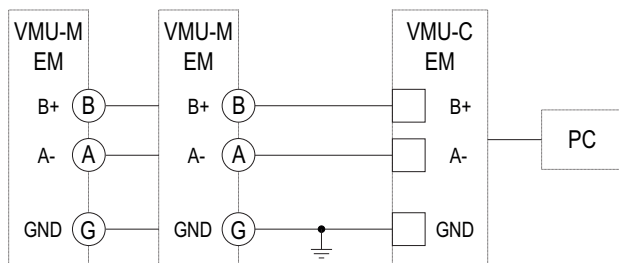 VMU-M
EM
B+
B
A-
A
GND
G
VMU-M
EM
B+
B
A-
A
GND
G
VMU-C
EM
B+
A-
GND
PC